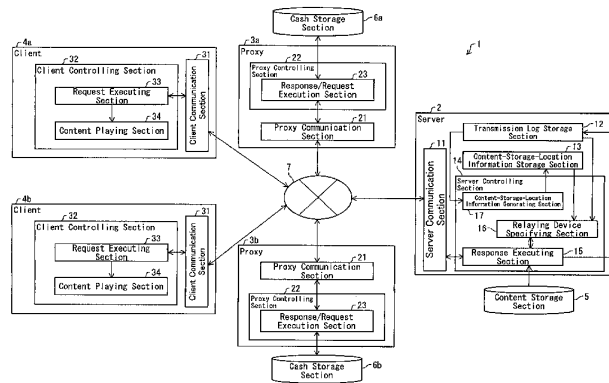 Cash Storage
Section
6a
4a
Client
32
Client Controlling Section
33
Request Executing
Section
34
Content Playing Section
31
Client Communication
Section
3a
Proxy
22
Proxy Controlling
Section
23
Response/Request
Execution Section
21
Proxy Communication
Section
1
7
2
Server
11
Server Communication
Section
12
Transmission Log Storage
Section
13
Content-Storage-Location
Information Storage Section
14
Server Controlling
Section
Content-Storage-Location
Information Generating Section
17
Relaying Device
Specifying Section
16
Response Executing
Section
15
Content Storage
Section
5
4b
Client
32
Client Controlling Section
33
Request Executing
Section
34
Content Playing Section
31
Client Communication
Section
3b
Proxy
Proxy Communication
Section
21
22
Proxy Controlling
Section
23
Response/Request
Execution Section
Cash Storage
Section
6b